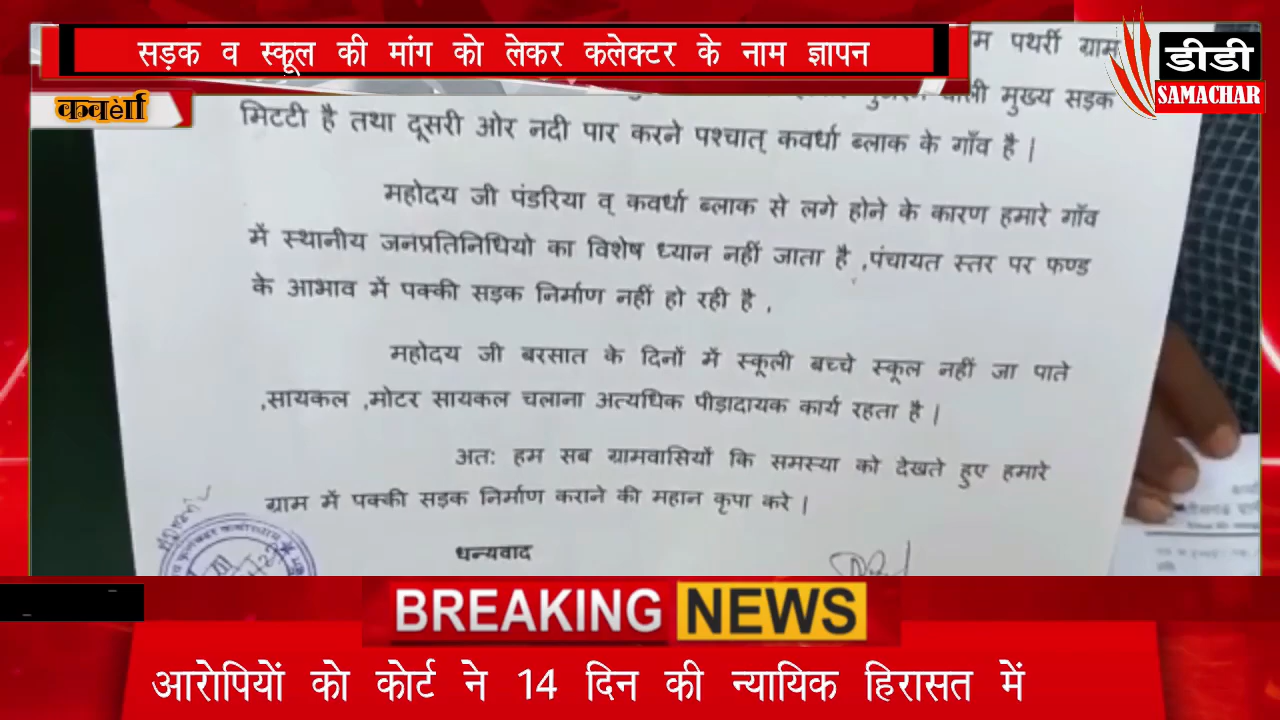 सड़क व स्कूल की मांग को लेकर कलेक्टर के नाम ज्ञापन
डीडी
SAMACHAR
कवर्धा
म पथर्री ग्राम
मुख्य सड़क
मिटटी है तथा दूसरी ओर नदी पार करने पश्चात् कवर्धा ब्लाक के गाँव है |
महोदय जी पंडरिया व् कवर्धा ब्लाक से लगे होने के कारण हमारे गाँव
में स्थानीय जनप्रतिनिधियो का विशेष ध्यान नहीं जाता है ,पंचायत स्तर पर फण्ड
के आभाव में पक्की सड़क निर्माण नहीं हो रही है ,
महोदय जी बरसात के दिनों में स्कूली बच्चे स्कूल नहीं जा पाते
,सायकल ,मोटर सायकल चलाना अत्यधिक पीड़ादायक कार्य रहता है |
अत: हम सब ग्रामवासियों कि समस्या को देखते हुए हमारे
ग्राम में पक्की सड़क निर्माण कराने की महान कृपा करे |
धन्यवाद
BREAKING NEWS
आरोपियों को कोर्ट ने 14 दिन की न्यायिक हिरासत में